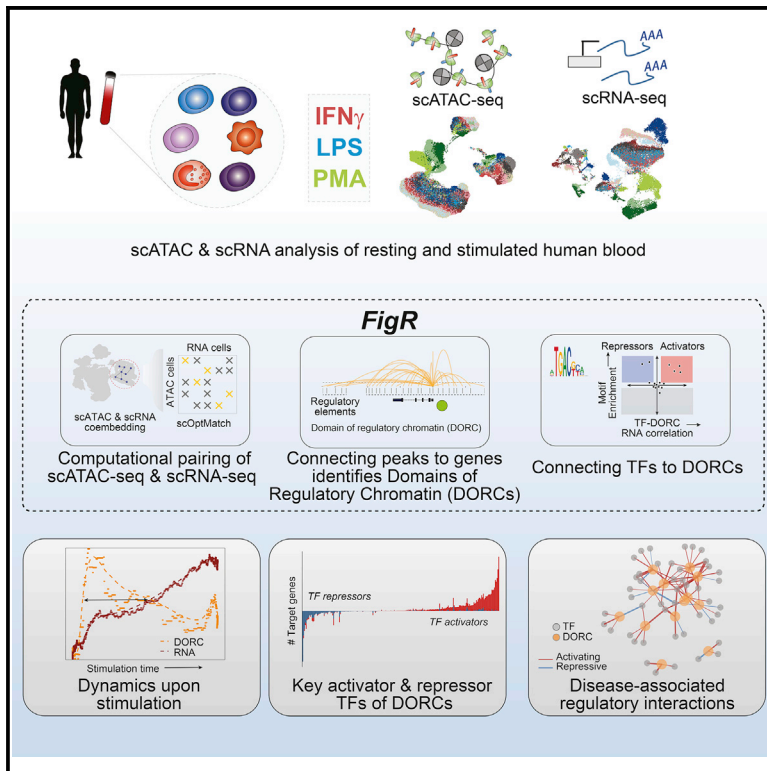 AAA
AAA
IFNγ
LPS
PMA
scATAC-seq
scRNA-seq
scATAC & scRNA analysis of resting and stimulated human blood
FigR
RNA cells
ATAC cells
scATAC & scRNA
coembedding
scOptMatch
Computational pairing of
scATAC-seq & scRNA-seq
Regulatory
elements
Domain of regulatory chromatin (DORC)
Connecting peaks to genes
identifies Domains of
Regulatory Chromatin (DORCs)
Repressors
Activators
Motif
Enrichment
TF-DORC
RNA correlation
Connecting TFs to DORCs
DORC
RNA
Stimulation time
Dynamics upon
stimulation
# Target genes
TF repressors
TF activators
Key activator & repressor
TFs of DORCs
TF
DORC
Activating
Repressive
Disease-associated
regulatory interactions